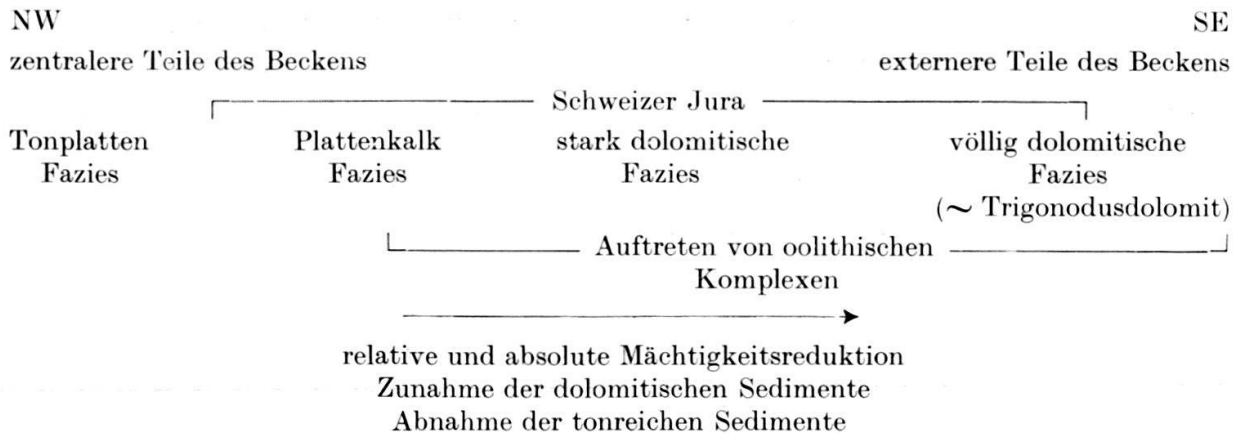 NW SE
zentralere Teile des Beckens externere Teile des Beckens
Schweizer Jura
Tonplatten Plattenkalk stark dolomitische völlig dolomitische
Fazies Fazies Fazies Fazies
(∼ Trigonodusdolomit)
Auftreten von oolithischen
Komplexen
relative und absolute Mächtigkeitsreduktion
Zunahme der dolomitischen Sedimente
Abnahme der tonreichen Sedimente